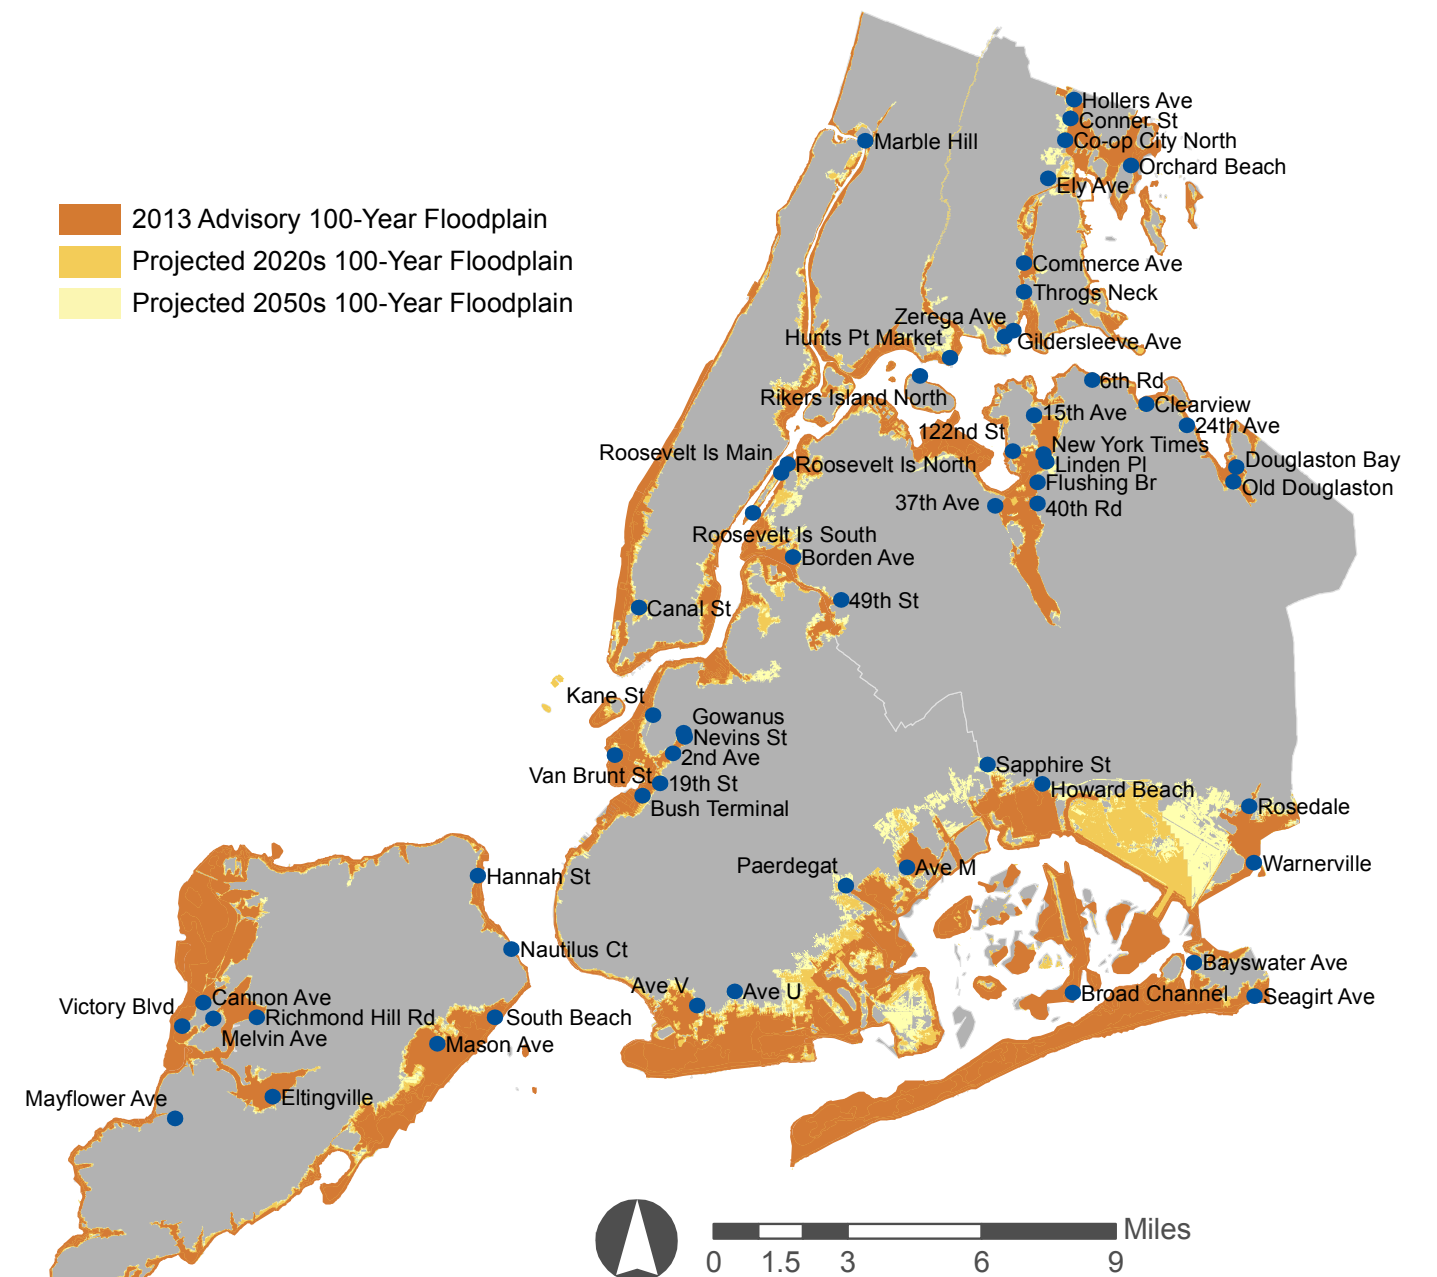 Hollers Ave
Conner St
Co-op City North
Marble Hill
Orchard Beach
Ely Ave
2013 Advisory 100-Year Floodplain
Projected 2020s 100-Year Floodplain
Projected 2050s 100-Year Floodplain
Commerce Ave
Throgs Neck
Zerega Ave
Hunts Pt Market
Gildersleeve Ave
6th Rd
Rikers Island North
Clearview
15th Ave
24th Ave
122nd St
New York Times
Roosevelt Is Main
Roosevelt Is North
Linden Pl
Douglaston Bay
Flushing Br
Old Douglaston
37th Ave
40th Rd
Roosevelt Is South
Borden Ave
49th St
Canal St
Kane St
Gowanus
Nevins St
2nd Ave
Van Brunt St
19th St
Bush Terminal
Sapphire St
Howard Beach
Rosedale
Paerdegat
Ave M
Warnerville
Hannah St
Nautilus Ct
Bayswater Ave
Ave V
Ave U
Broad Channel
Seagirt Ave
Victory Blvd
Cannon Ave
Richmond Hill Rd
South Beach
Melvin Ave
Mason Ave
Mayflower Ave
Eltingville
Miles
0 1.5 3 6 9